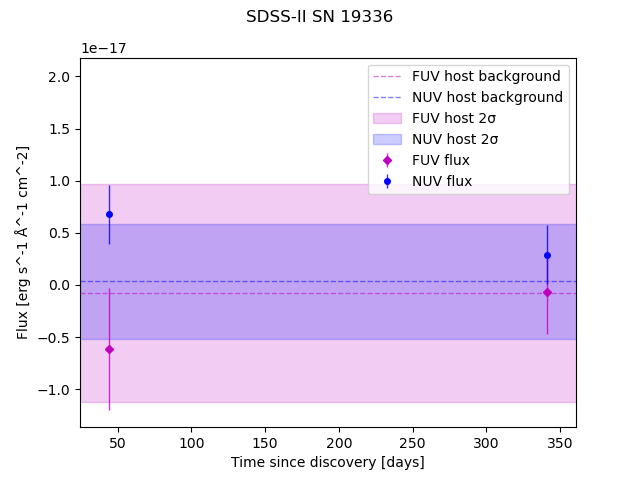 SDSS-II SN 19336
1e−17
FUV host background
NUV host background
FUV host 2σ
NUV host 2σ
FUV flux
NUV flux
2.0
1.5
1.0
0.5
0.0
−0.5
−1.0
Flux [erg s^-1 Å^-1 cm^-2]
50 100 150 200 250 300 350
Time since discovery [days]